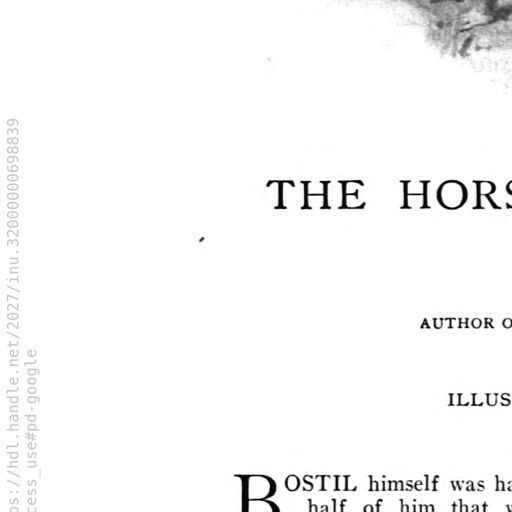 THE HORS
AUTHOR O
ILLUS
BOSTIL himself was ha
half of him that w
ps://hdl.handle.net/2027/inu.32000000698839
cess_use#pd-google